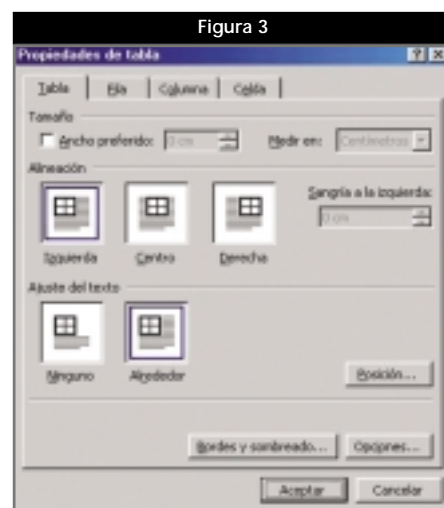 Figura 3
Propiedades de tabla
Tabla Fila Columna Celda
Tamaño
Ancho preferido: 0 cm Medir en: Centímetros
Alineación
Sangría a la izquierda:
0 cm
Izquierda Centro Derecha
Ajuste del texto
Ninguno Alrededor
Posición...
Bordes y sombreado... Opciones...
Aceptar Cancelar